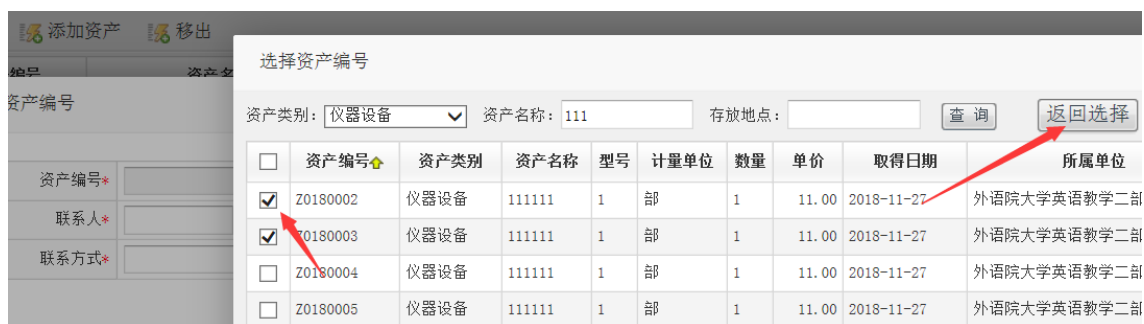 添加资产 移出
选择资产编号
编号 资产名
资产编号
资产类别: 仪器设备 资产名称: 111 存放地点: 查 询 返回选择
资产编号 资产类别 资产名称 型号 计量单位 数量 单价 取得日期 所属单位
资产编号*
Z0180002 仪器设备 111111 1 部 1 11.00 2018-11-27 外语院大学英语教学二部
联系人*
Z0180003 仪器设备 111111 1 部 1 11.00 2018-11-27 外语院大学英语教学二部
联系方式*
Z0180004 仪器设备 111111 1 部 1 11.00 2018-11-27 外语院大学英语教学二部
Z0180005 仪器设备 111111 1 部 1 11.00 2018-11-27 外语院大学英语教学二部